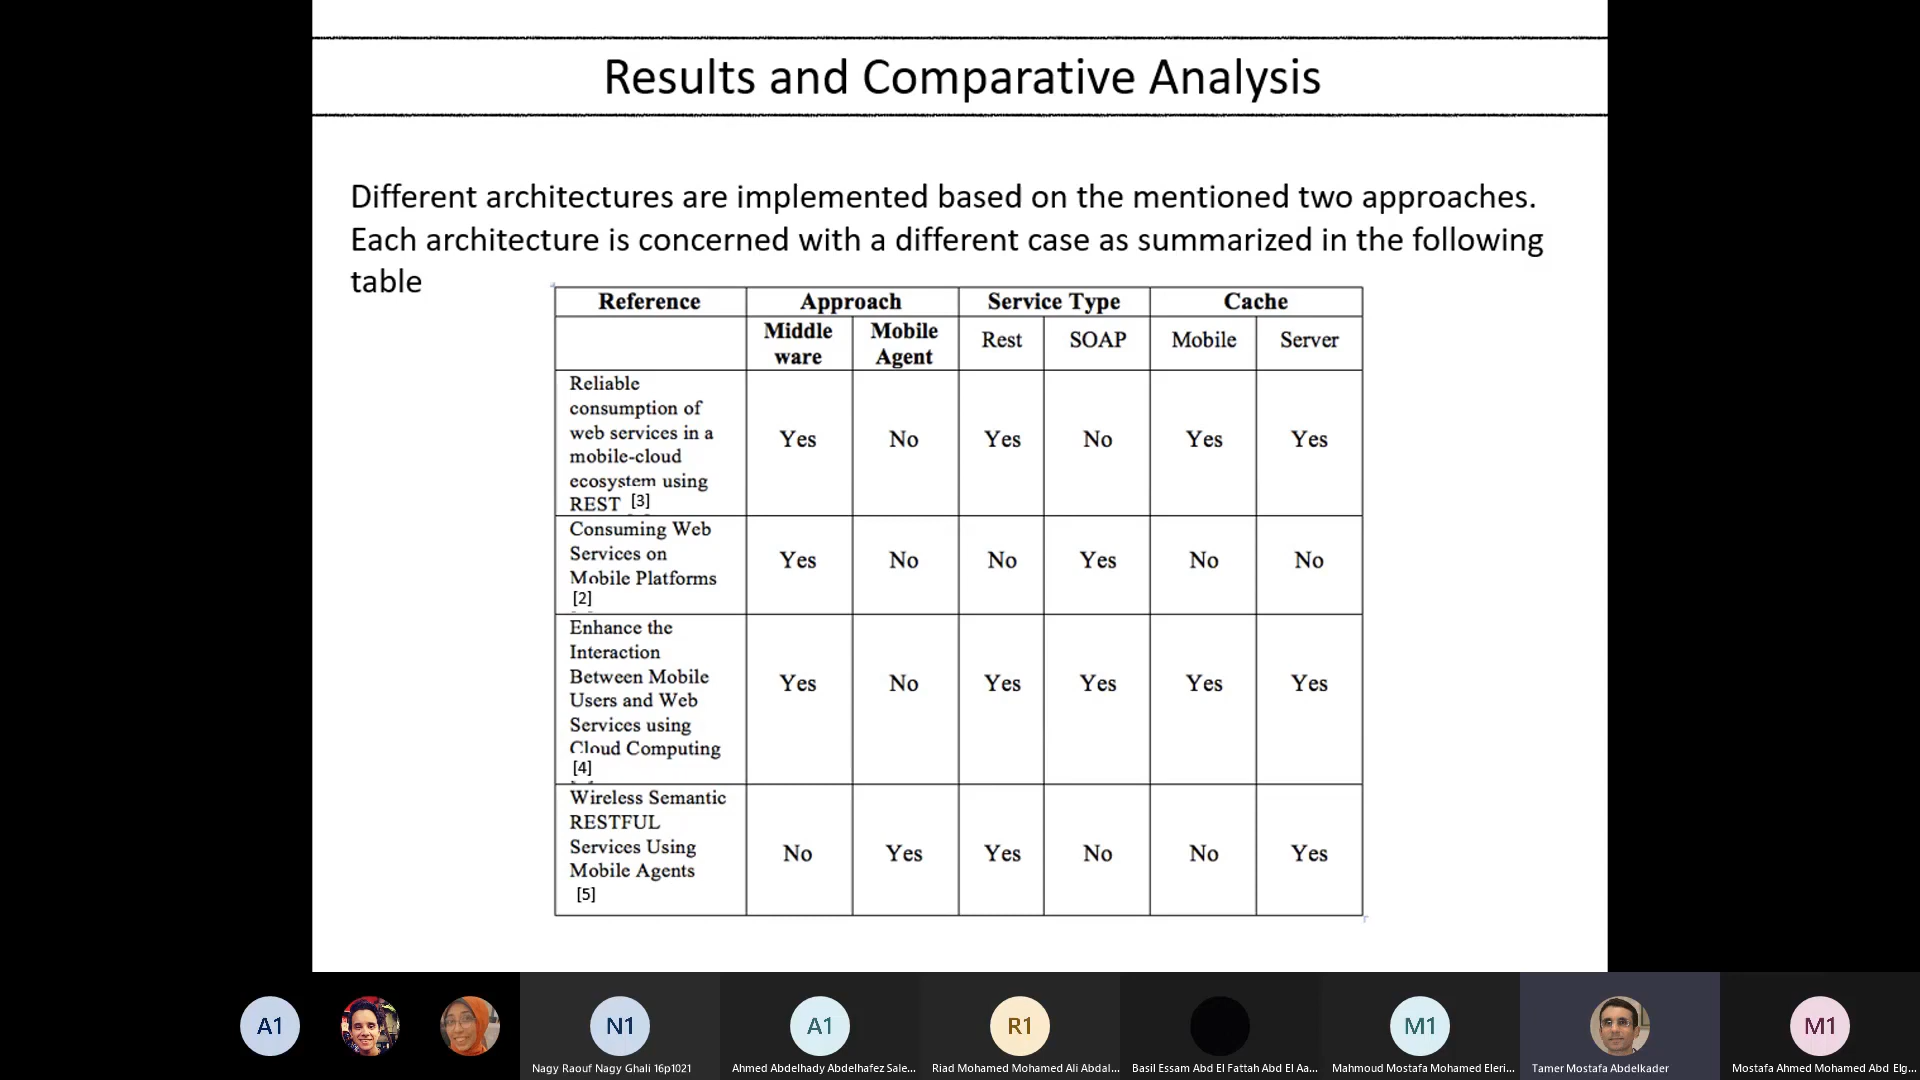 Results and Comparative Analysis
Different architectures are implemented based on the mentioned two approaches.
Each architecture is concerned with a different case as summarized in the following
table
Reference Approach Service Type Cache
Middle
ware
Mobile
Agent
Rest SOAP Mobile Server
Reliable
consumption of
web services in a
mobile-cloud
ecosystem using
REST [3]
Yes No Yes No Yes Yes
Consuming Web
Services on
Mobile Platforms
[2]
Yes No No Yes No No
Enhance the
Interaction
Between Mobile
Users and Web
Services using
Cloud Computing
[4]
Yes No Yes Yes Yes Yes
Wireless Semantic
RESTFUL
Services Using
Mobile Agents
[5]
No Yes Yes No No Yes
A1
N1
Nagy Raouf Nagy Ghali 16p1021
A1
Ahmed Abdelhady Abdelhafez Sale...
R1
Riad Mohamed Mohamed Ali Abdal...
Basil Essam Abd El Fattah Abd El Aa...
M1
Mahmoud Mostafa Mohamed Eleri...
Tamer Mostafa Abdelkader
M1
Mostafa Ahmed Mohamed Abd Elg...